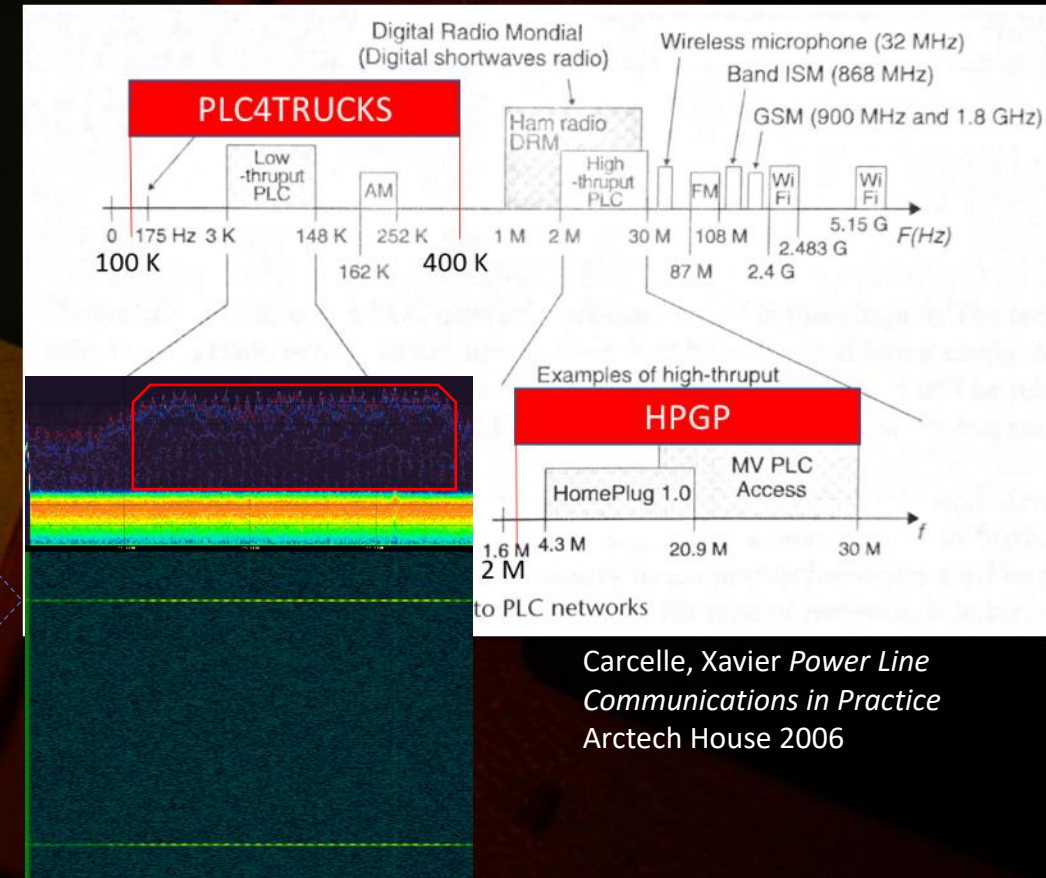 Digital Radio Mondial
(Digital shortwaves radio)
Wireless microphone (32 MHz)
Band ISM (868 MHz)
GSM (900 MHz and 1.8 GHz)
PLC4TRUCKS
Low
-thruput
PLC
AM
Ham radio
DRM
High
-thruput
PLC
FM
Wi
Fi
Wi
Fi
0 175 Hz 3 K 148 K 252 K 1 M 2 M 30 M 108 M 2.483 G 5.15 G F(Hz)
100 K 162 K 400 K 87 M 2.4 G
Examples of high-thruput
HPGP
MV PLC
Access
HomePlug 1.0
f
1.6 M 4.3 M 20.9 M 30 M
2 M
to PLC networks
Carcelle, Xavier Power Line
Communications in Practice
Arctech House 2006